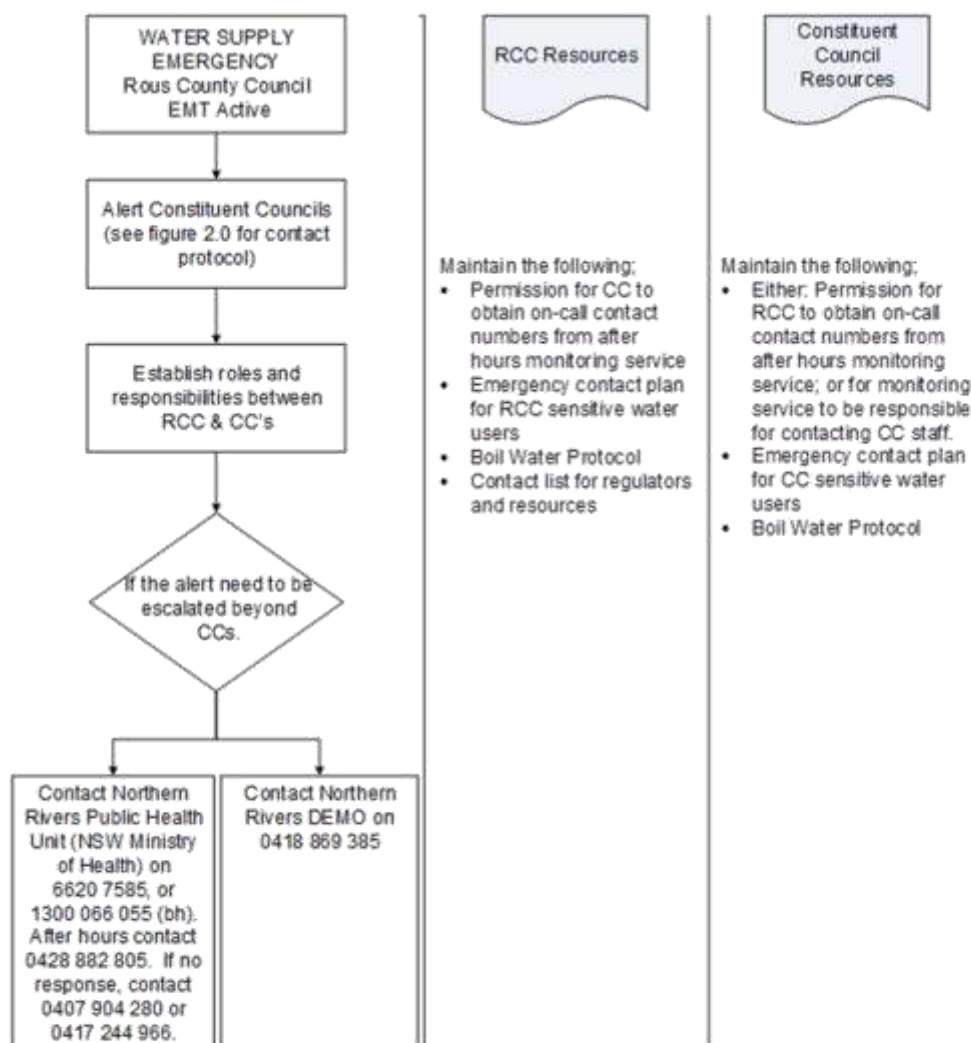 WATER SUPPLY
EMERGENCY
Rous County Council
EMT Active
Alert Constituent Councils
(see figure 2.0 for contact
protocol)
Establish roles and
responsibilities between
RCC & CC's
If the alert need to be
escalated beyond
CCs.
Contact Northern
Rivers Public Health
Unit (NSW Ministry
of Health) on
6620 7585, or
1300 066 055 (bh).
After hours contact
0428 882 805. If no
response, contact
0407 904 280 or
0417 244 966.
Contact Northern
Rivers DEMO on
0418 869 385
RCC Resources
Maintain the following;
• Permission for CC to
obtain on-call contact
numbers from after
hours monitoring service
• Emergency contact plan
for RCC sensitive water
users
• Boil Water Protocol
• Contact list for regulators
and resources
Constituent
Council
Resources
Maintain the following;
• Either: Permission for
RCC to obtain on-call
contact numbers from
after hours monitoring
service; or for monitoring
service to be responsible
for contacting CC staff.
• Emergency contact plan
for CC sensitive water
users
• Boil Water Protocol